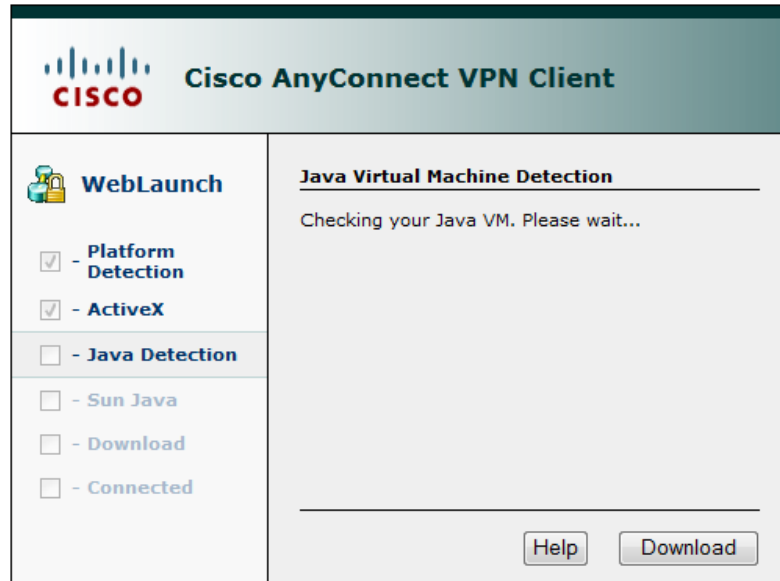 CISCO
Cisco AnyConnect VPN Client
WebLaunch
- Platform
Detection
- ActiveX
- Java Detection
- Sun Java
- Download
- Connected
Java Virtual Machine Detection
Checking your Java VM. Please wait...
Help
Download